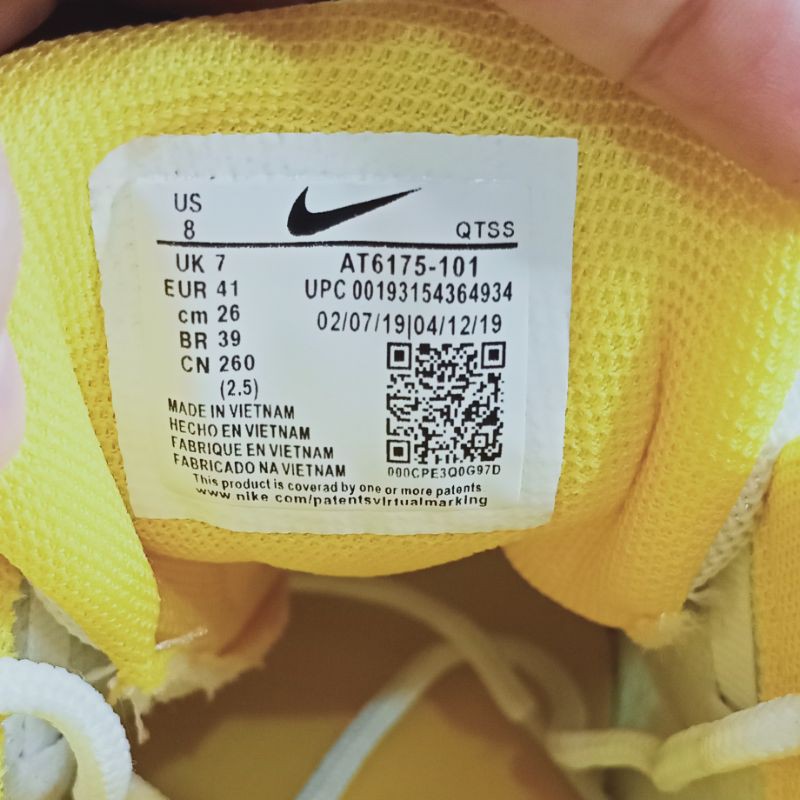 US
8
QTSS
UK 7
AT6175-101
EUR 41
UPC 00193154364934
cm 26
02/07/19|04/12/19
BR 39
CN 260
(2.5)
MADE IN VIETNAM
HECHO EN VIETNAM
FABRIQUE EN VIETNAM
FABRICADO NA VIETNAM
000CPE3Q0G97D
This product is covarad by one or more patents
www.nike com/patentsvirtualmarking